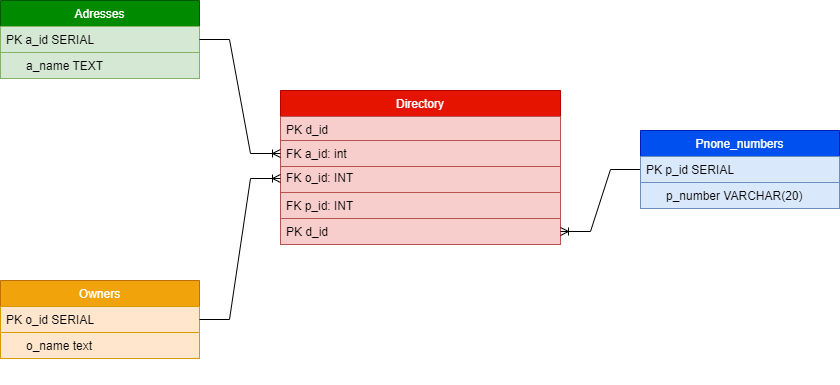 Adresses
PK a_id SERIAL
a_name TEXT
Directory
PK d_id
FK a_id: int
FK o_id: INT
FK p_id: INT
PK d_id
Pnone_numbers
PK p_id SERIAL
p_number VARCHAR(20)
Owners
PK o_id SERIAL
o_name text